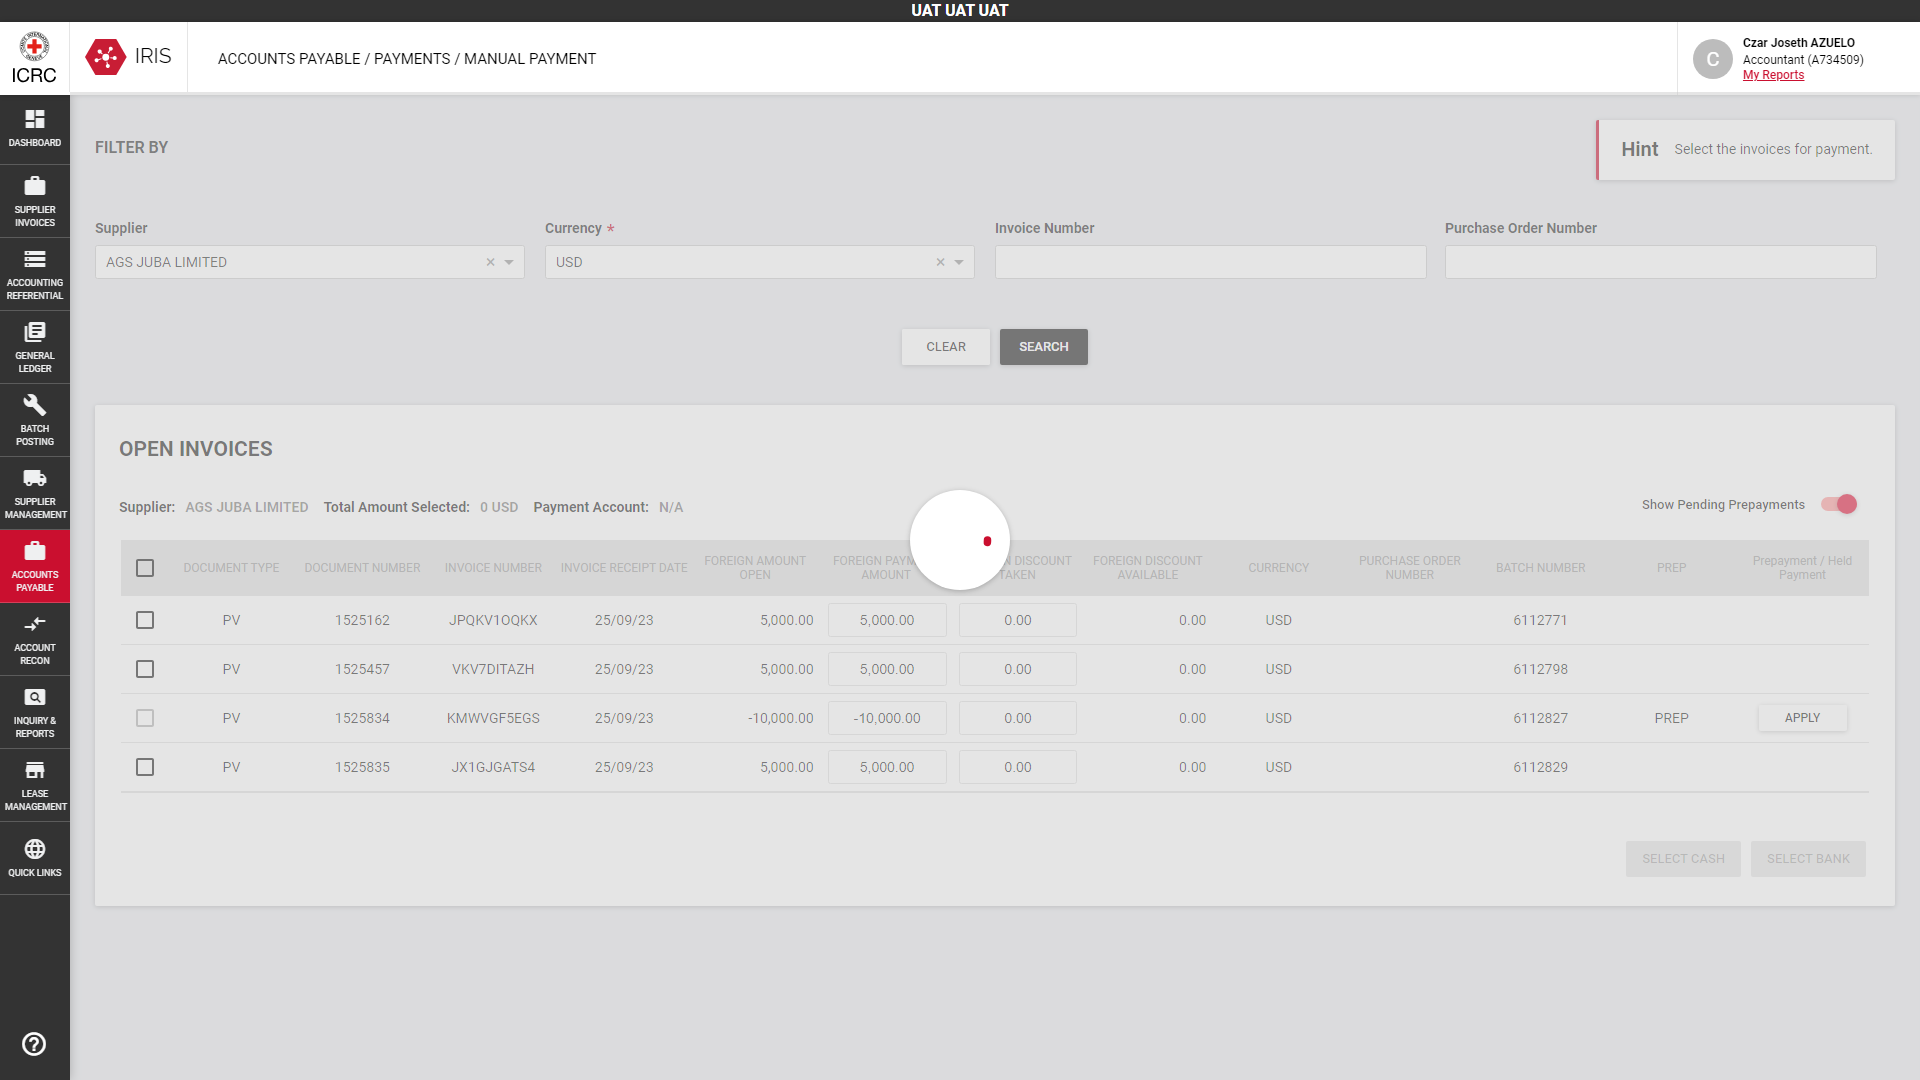 UAT UAT UAT
ICRC
IRIS
ACCOUNTS PAYABLE / PAYMENTS / MANUAL PAYMENT
C
Czar Joseth AZUELO
Accountant (A734509)
My Reports
DASHBOARD
SUPPLIER INVOICES
ACCOUNTING REFERENTIAL
GENERAL LEDGER
BATCH POSTING
SUPPLIER MANAGEMENT
ACCOUNTS PAYABLE
ACCOUNT RECON
INQUIRY & REPORTS
LEASE MANAGEMENT
QUICK LINKS
FILTER BY
Hint Select the invoices for payment.
Supplier Currency * Invoice Number Purchase Order Number
AGS JUBA LIMITED × USD ×
CLEAR SEARCH
OPEN INVOICES
Supplier: AGS JUBA LIMITED Total Amount Selected: 0 USD Payment Account: N/A Show Pending Prepayments
DOCUMENT TYPE DOCUMENT NUMBER INVOICE NUMBER INVOICE RECEIPT DATE FOREIGN AMOUNT OPEN FOREIGN AMOUNT DISCOUNT TAKEN FOREIGN DISCOUNT AVAILABLE CURRENCY PURCHASE ORDER NUMBER BATCH NUMBER PREP Prepayment / Held Payment
PV 1525162 JPQKV1OQKX 25/09/23 5,000.00 5,000.00 0.00 0.00 USD 6112771
PV 1525457 VKV7DITAZH 25/09/23 5,000.00 5,000.00 0.00 0.00 USD 6112798
PV 1525834 KMWVGF5EGS 25/09/23 -10,000.00 -10,000.00 0.00 0.00 USD 6112827 PREP APPLY
PV 1525835 JX1GJGATS4 25/09/23 5,000.00 5,000.00 0.00 0.00 USD 6112829
SELECT CASH SELECT BANK